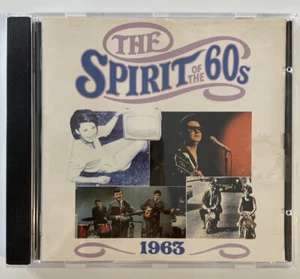 THE
SPIRIT OF THE 60s
1963